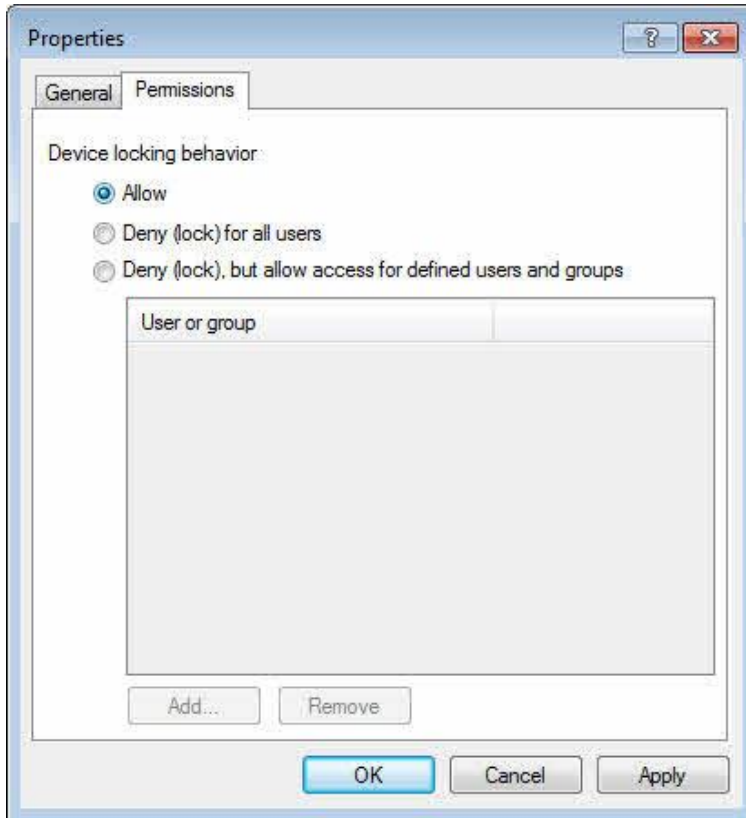 Properties
General Permissions
Device locking behavior
Allow
Deny (lock) for all users
Deny (lock), but allow access for defined users and groups
User or group
Add... Remove
OK Cancel Apply